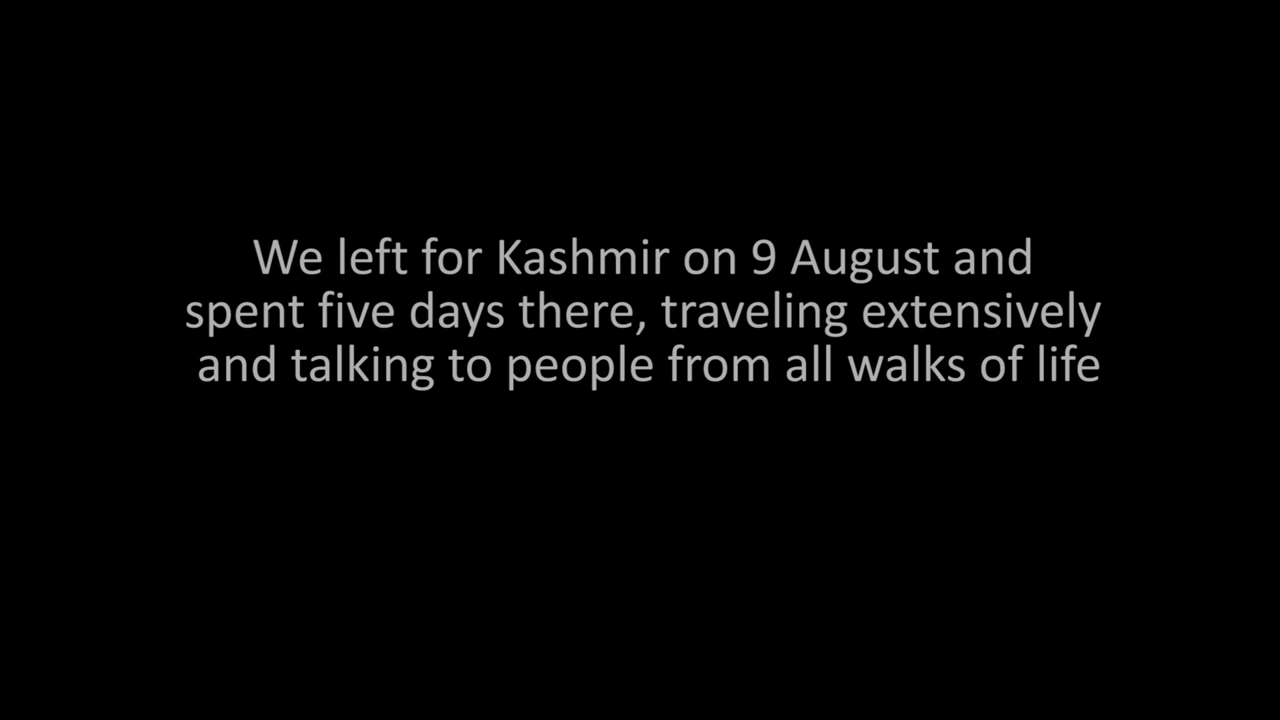 We left for Kashmir on 9 August and
spent five days there, traveling extensively
and talking to people from all walks of life